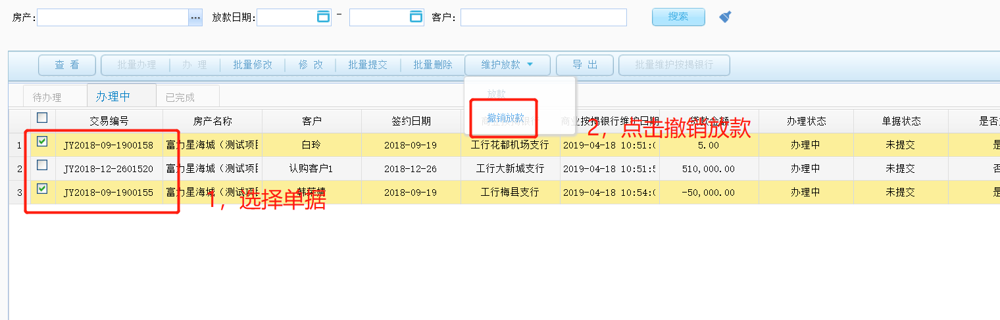 房产: ... 放款日期: - 客户: 搜索
查 看 批量办理 办 理 批量修改 修 改 批量提交 批量删除 维护放款 导 出 批量维护按揭银行
放款
撤销放款
待办理 办理中 已完成
交易编号 房产名称 客户 签约日期 商业按揭银行维护日期 贷款金额 办理状态 单据状态 是否
1 JY2018-09-1900158 富力星海城（测试项目 白玲 2018-09-19 工行花都机场支行 2019-04-18 10:51:0 5.00 办理中 未提交 是
2 JY2018-12-2601520 富力星海城（测试项目 认购客户1 2018-12-26 工行大新城支行 2019-04-18 10:51:5 510,000.00 办理中 未提交 否
3 JY2018-09-1900155 富力星海城（测试项目 2018-09-19 工行梅县支行 2019-04-18 10:54:0 -50,000.00 办理中 未提交 是
1，选择单据
2，点击撤销放款